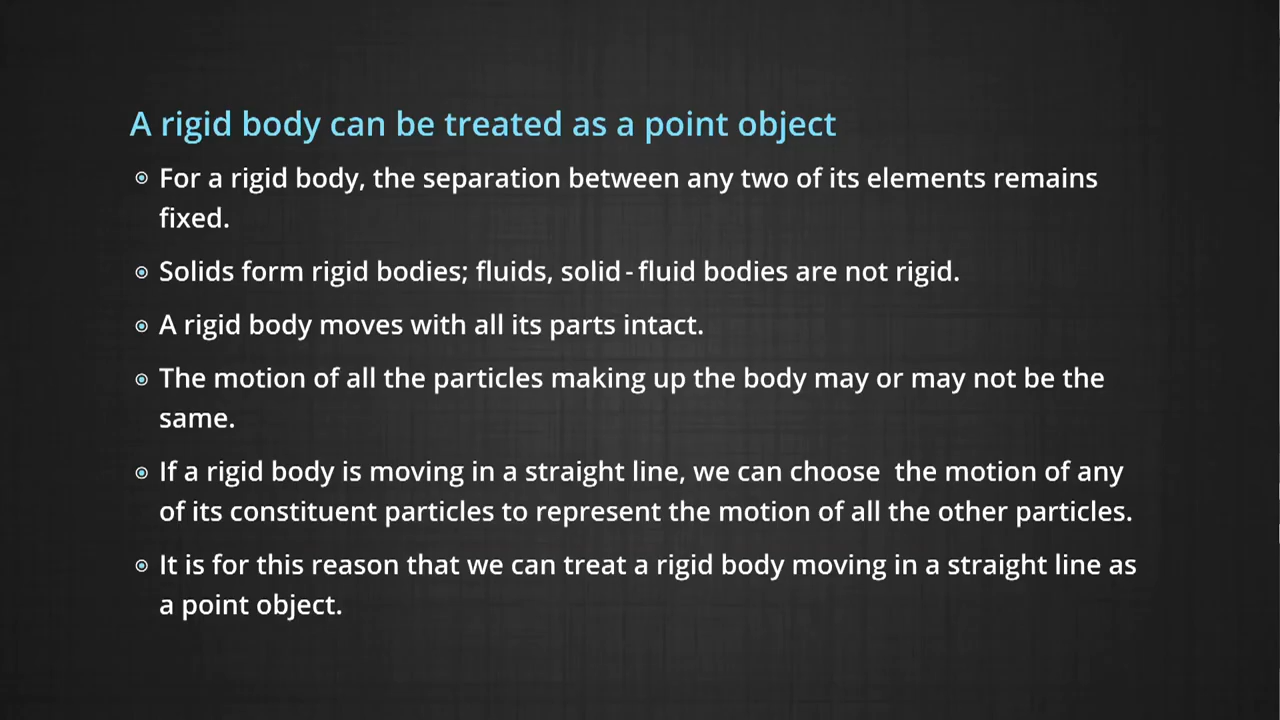 A rigid body can be treated as a point object
For a rigid body, the separation between any two of its elements remains
fixed.
Solids form rigid bodies; fluids, solid-fluid bodies are not rigid.
A rigid body moves with all its parts intact.
The motion of all the particles making up the body may or may not be the
same.
If a rigid body is moving in a straight line, we can choose the motion of any
of its constituent particles to represent the motion of all the other particles.
It is for this reason that we can treat a rigid body moving in a straight line as
a point object.